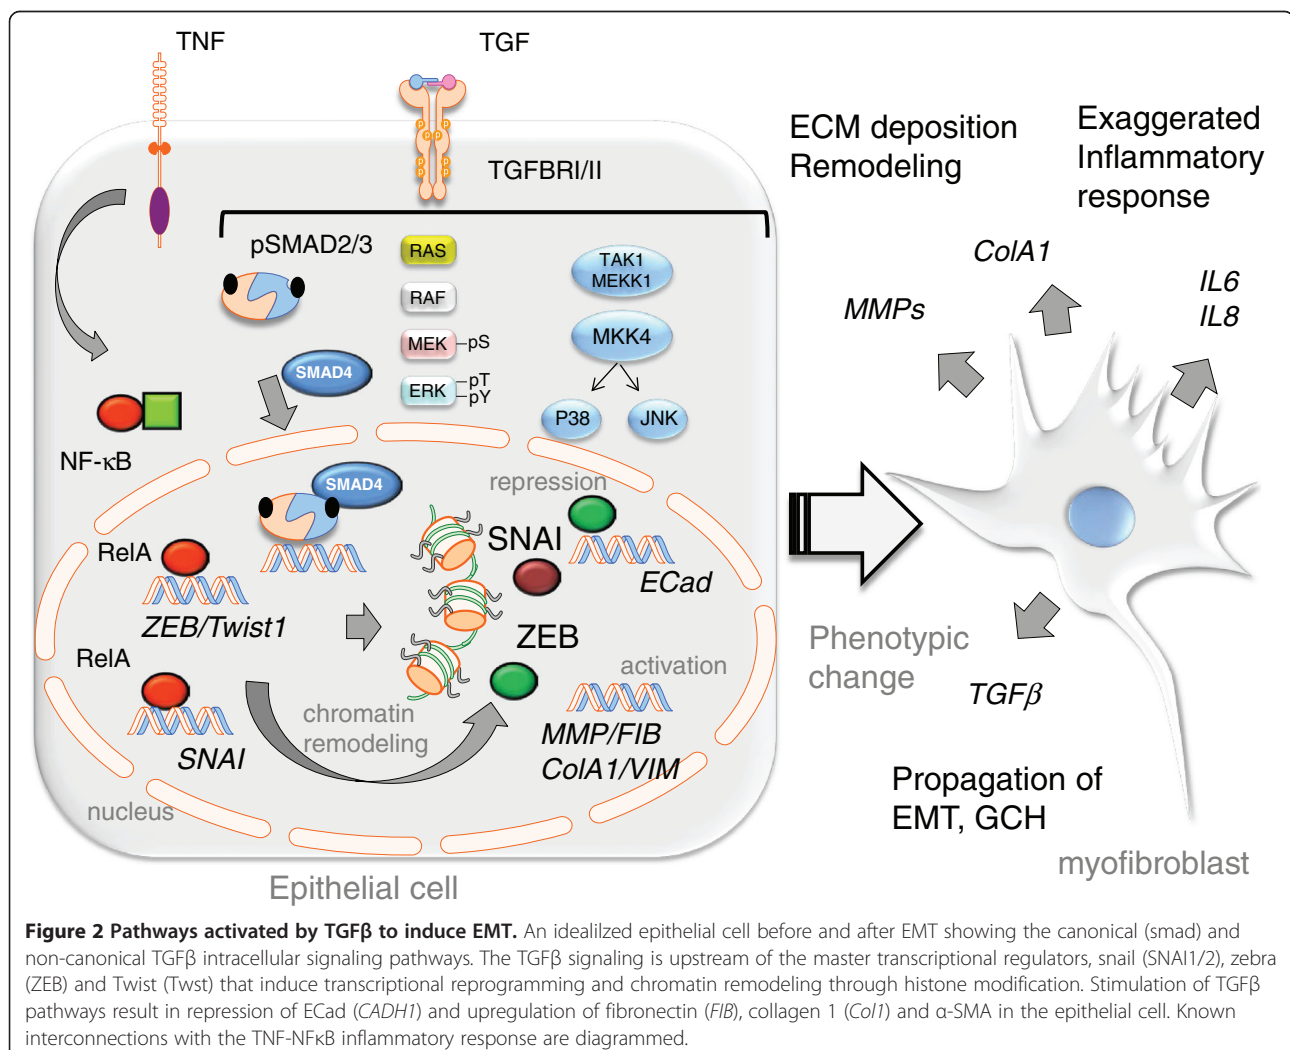 TNF
TGF
TGFBRI/II
pSMAD2/3
RAS
RAF
MEK
pS
ERK
pT
pY
TAK1
MEKK1
MKK4
P38
JNK
SMAD4
NF-κB
SMAD4
repression
RelA
SNAI
ECad
ZEB/Twist1
ZEB
RelA
activation
SNAI
chromatin
remodeling
MMP/FIB
ColA1/VIM
nucleus
Epithelial cell
ECM deposition
Remodeling
Exaggerated
Inflammatory
response
ColA1
MMPs
IL6
IL8
Phenotypic
change
TGFβ
Propagation of
EMT, GCH
myofibroblast
P
P
P
P
P
P
P
P
Figure 2 Pathways activated by TGFβ to induce EMT. An idealilzed epithelial cell before and after EMT showing the canonical (smad) and
non-canonical TGFβ intracellular signaling pathways. The TGFβ signaling is upstream of the master transcriptional regulators, snail (SNAI1/2), zebra
(ZEB) and Twist (Twst) that induce transcriptional reprogramming and chromatin remodeling through histone modification. Stimulation of TGFβ
pathways result in repression of ECad (CADH1) and upregulation of fibronectin (FIB), collagen 1 (Col1) and α-SMA in the epithelial cell. Known
interconnections with the TNF-NFκB inflammatory response are diagrammed.